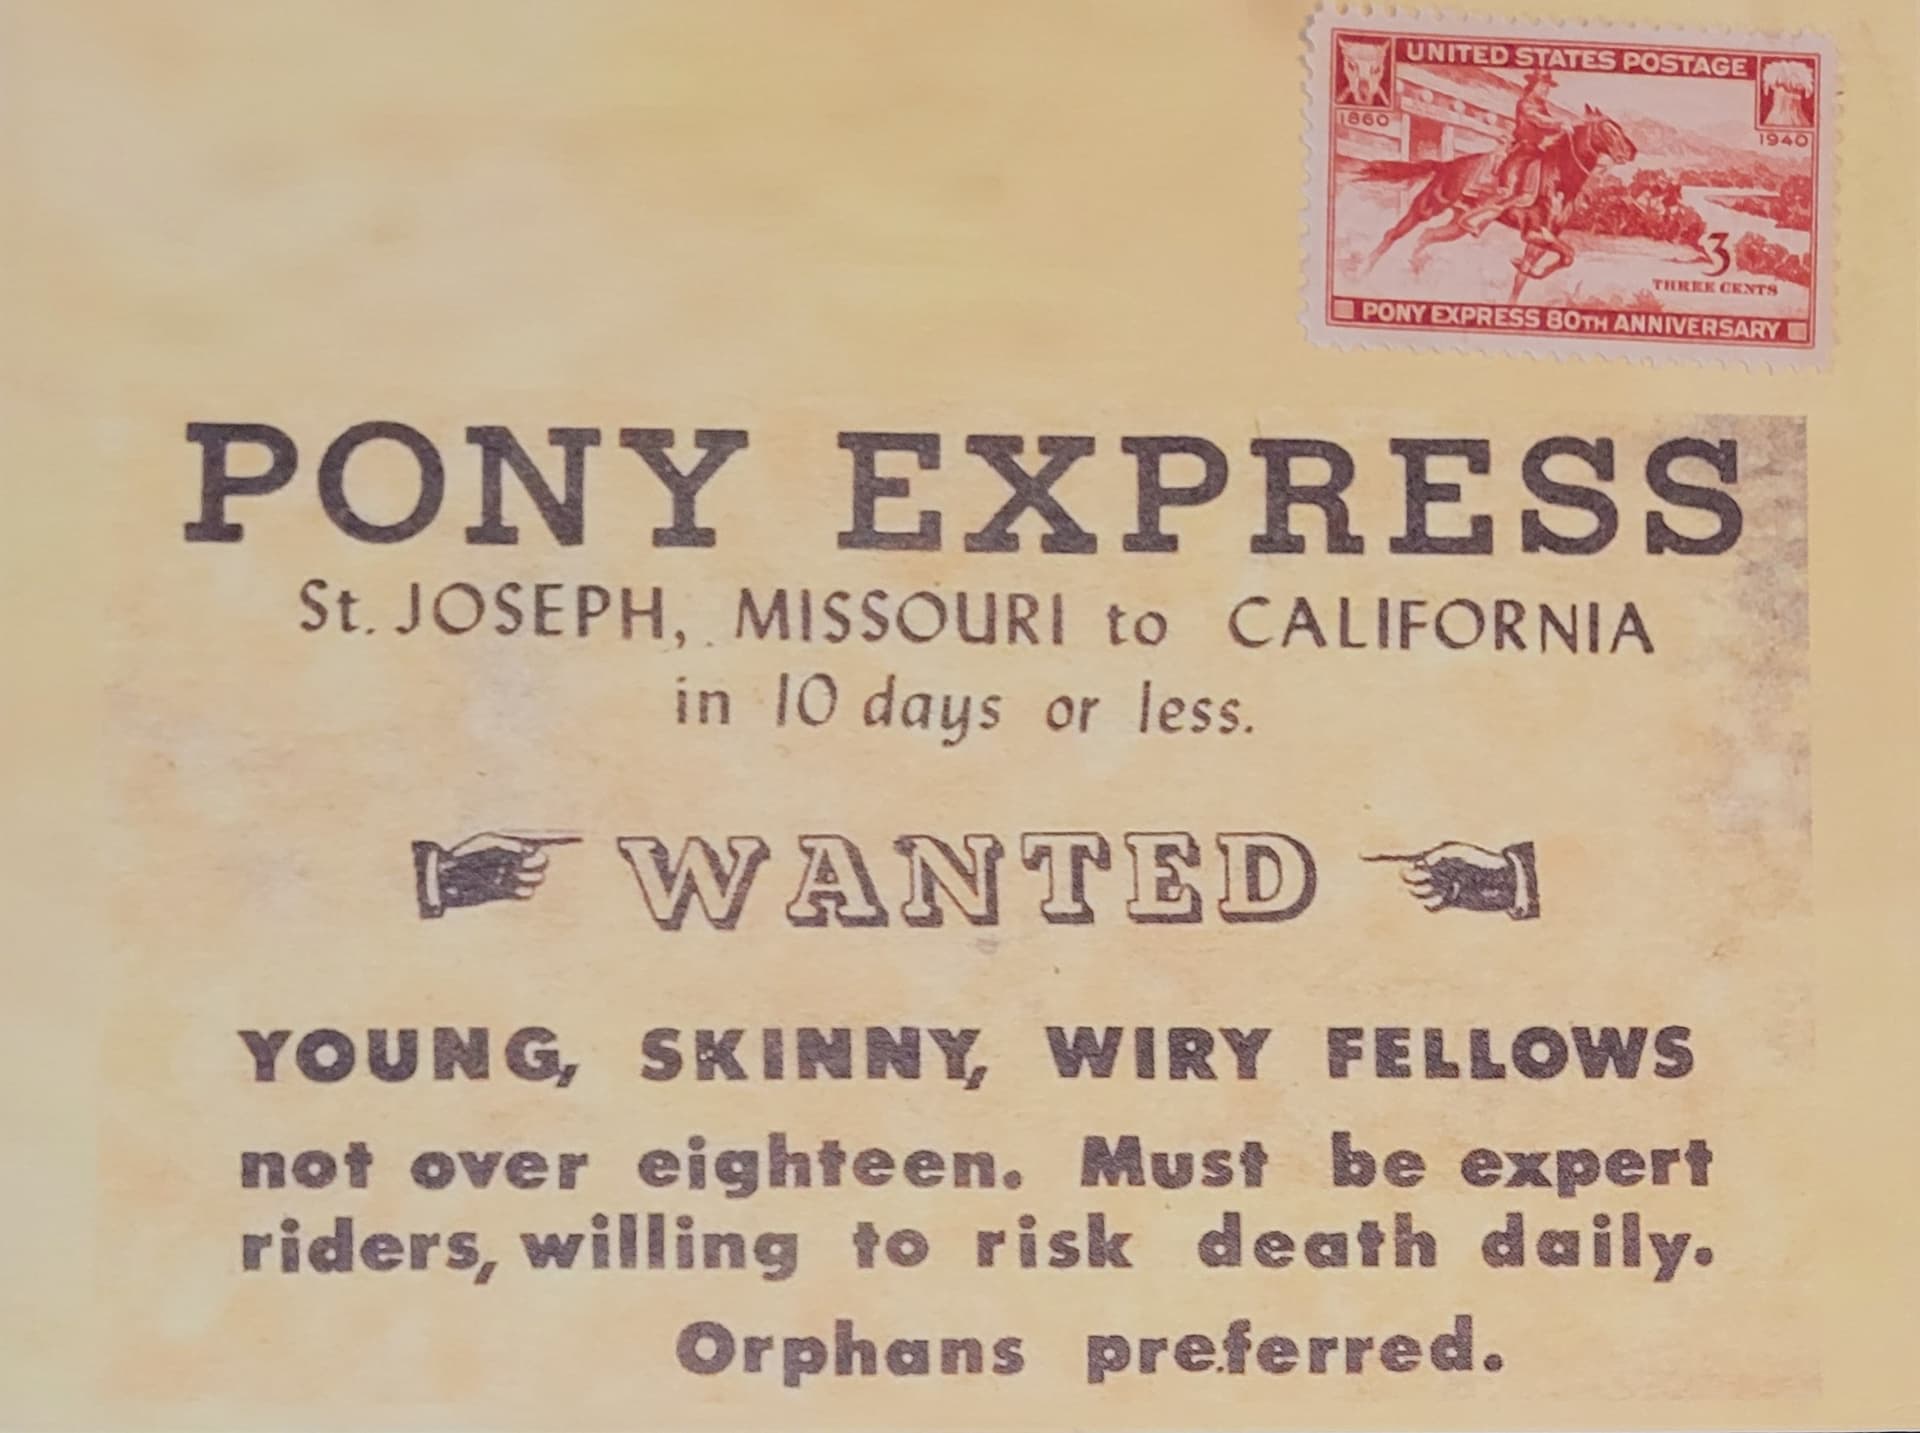 UNITED STATES POSTAGE
1860
1940
3
THREE CENTS
PONY EXPRESS 80TH ANNIVERSARY
PONY EXPRESS
St. JOSEPH, MISSOURI to CALIFORNIA
in 10 days or less.
WANTED
YOUNG, SKINNY, WIRY FELLOWS
not over eighteen. Must be expert
riders, willing to risk death daily.
Orphans preferred.